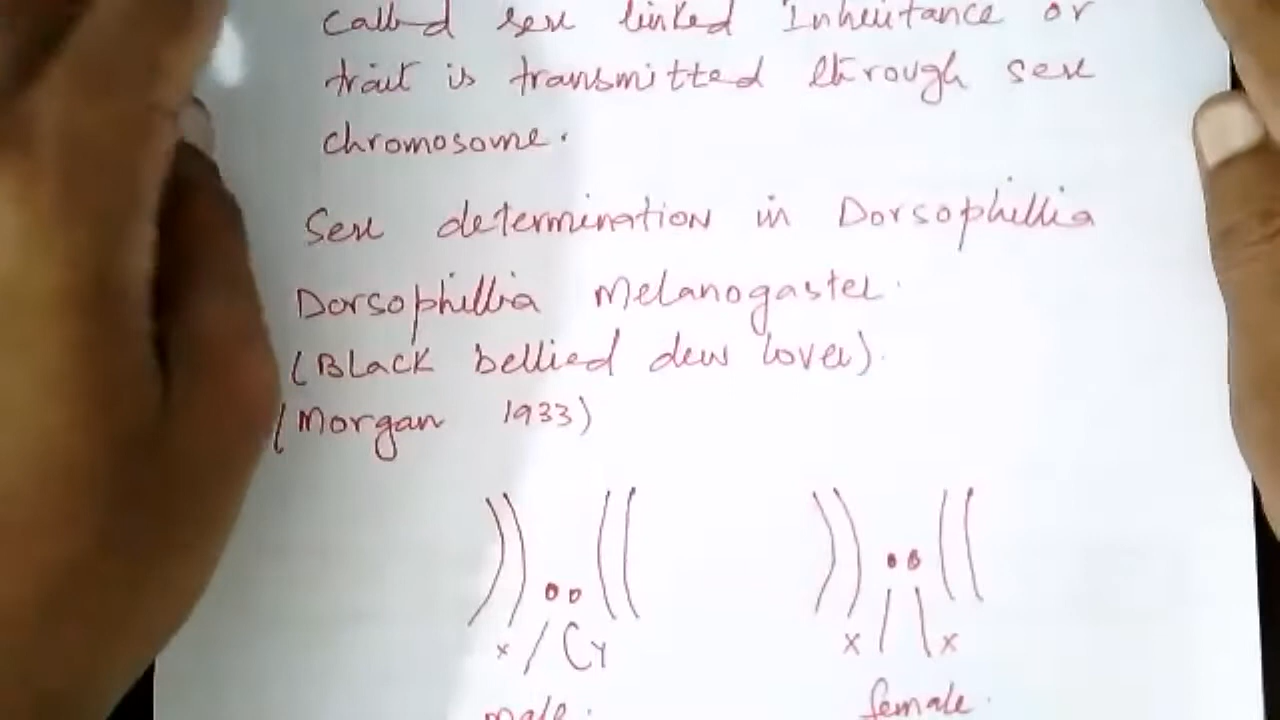 called sex linked Inheritance or
trait is transmitted through sex
chromosome.
Sex determination in Dorsophillia
Dorsophillia Melanogaster.
(Black bellied dew lover).
(Morgan 1933)
x y x x
male. female.